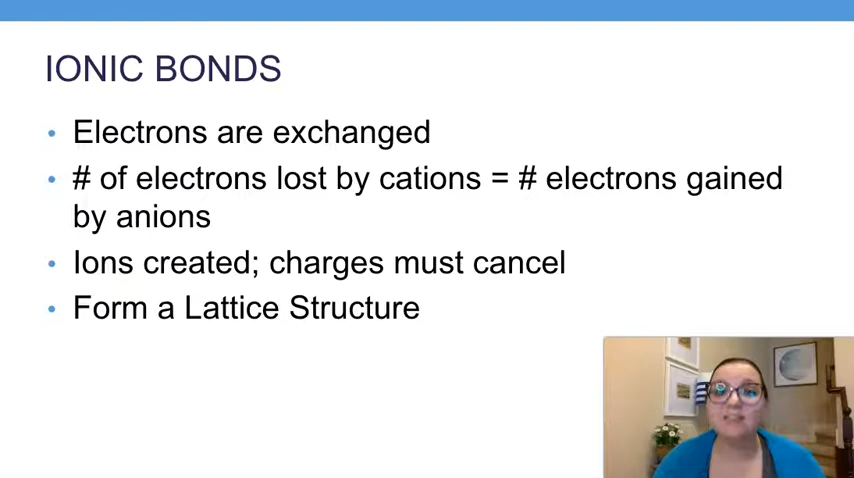 IONIC BONDS
• Electrons are exchanged
• # of electrons lost by cations = # electrons gained
by anions
• Ions created; charges must cancel
• Form a Lattice Structure